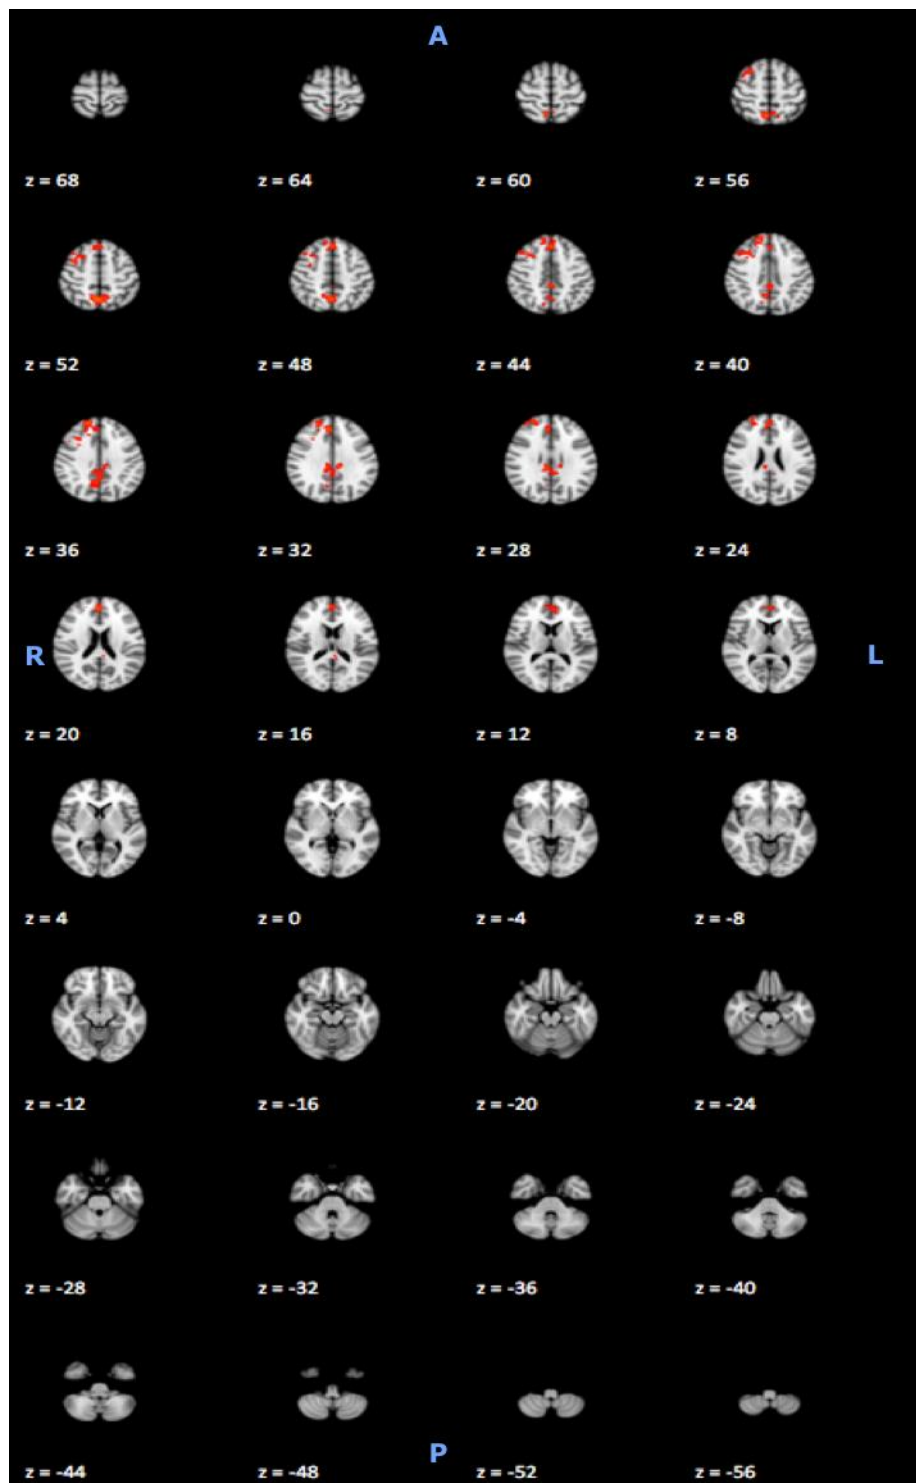 A
z = 68 z = 64 z = 60 z = 56
z = 52 z = 48 z = 44 z = 40
z = 36 z = 32 z = 28 z = 24
R L
z = 20 z = 16 z = 12 z = 8
z = 4 z = 0 z = -4 z = -8
z = -12 z = -16 z = -20 z = -24
z = -28 z = -32 z = -36 z = -40
P
z = -44 z = -48 z = -52 z = -56